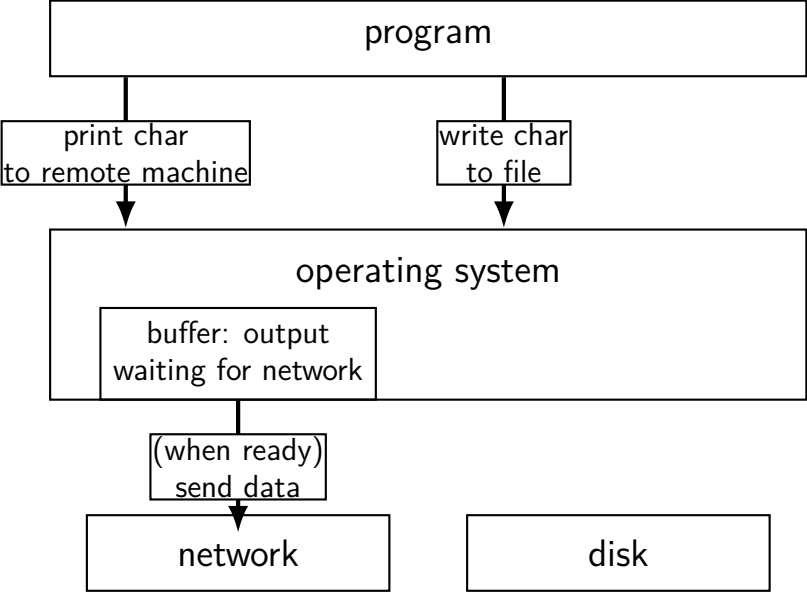 program
print char
to remote machine
write char
to file
operating system
buffer: output
waiting for network
(when ready)
send data
network
disk